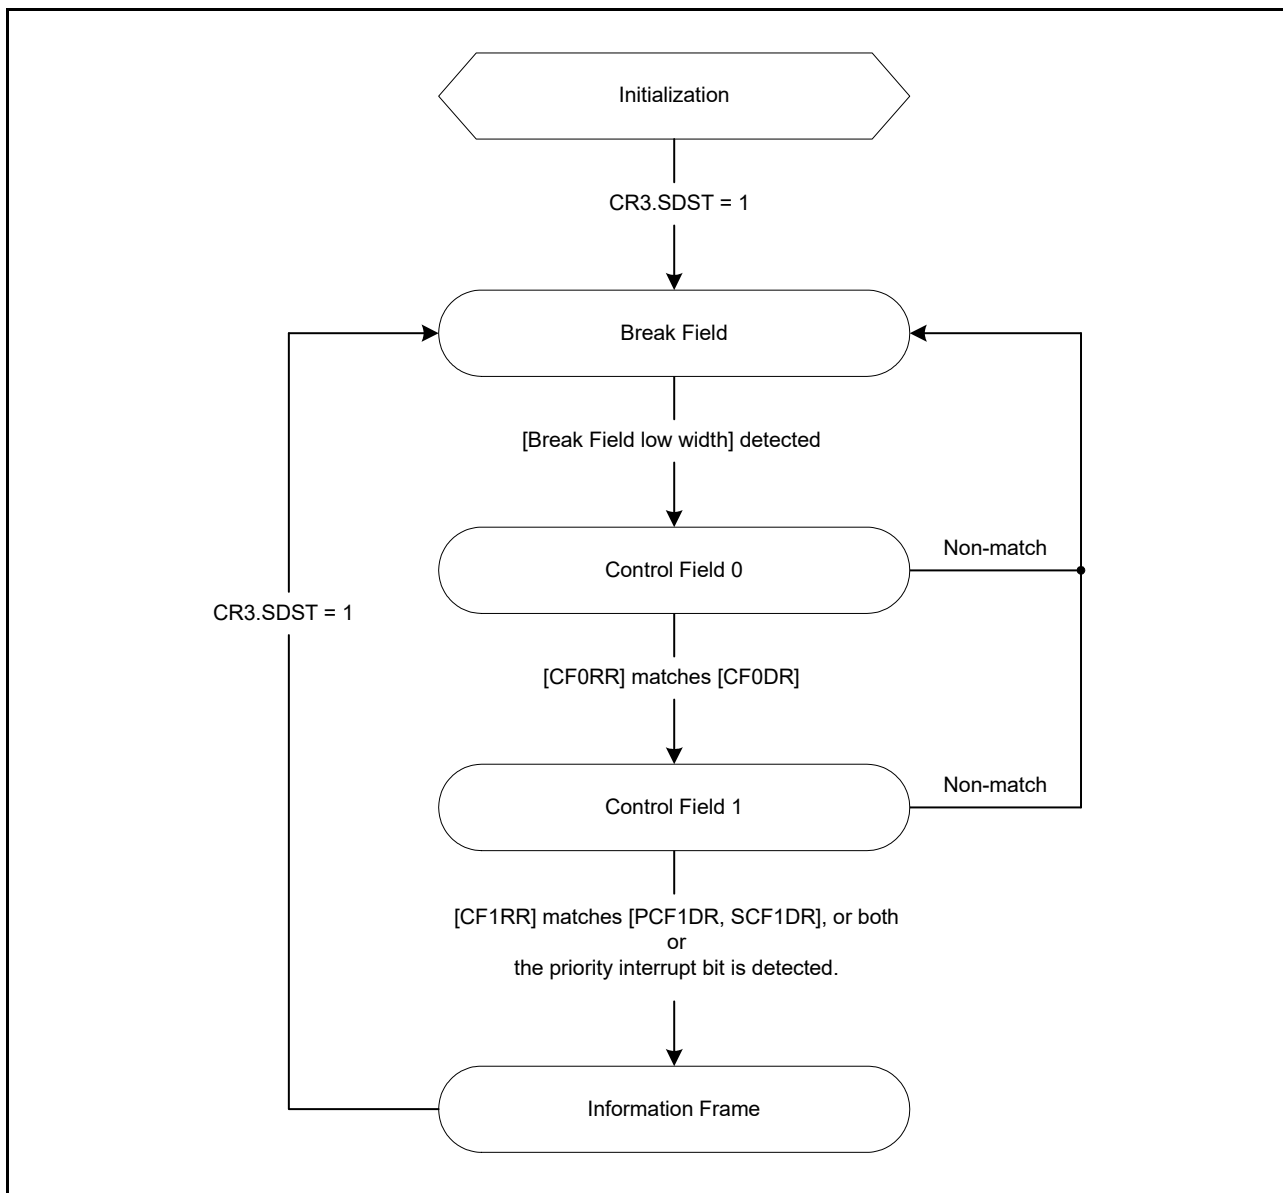 Initialization
CR3.SDST = 1
Break Field
[Break Field low width] detected
Non-match
Control Field 0
CR3.SDST = 1
[CF0RR] matches [CF0DR]
Non-match
Control Field 1
[CF1RR] matches [PCF1DR, SCF1DR], or both
or
the priority interrupt bit is detected.
Information Frame